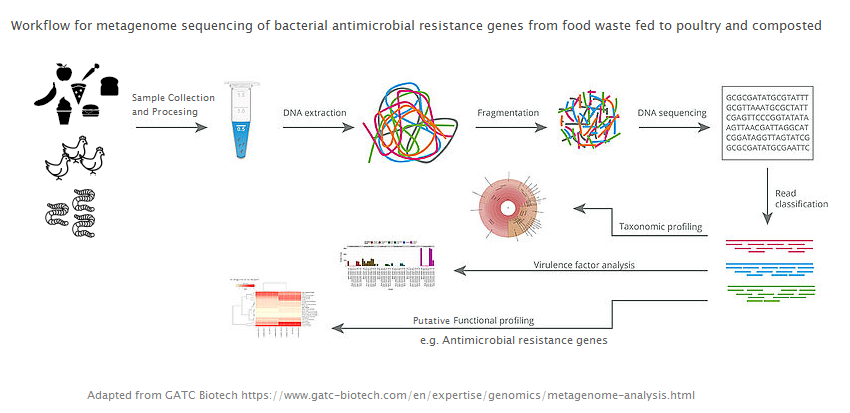 Workflow for metagenome sequencing of bacterial antimicrobial resistance genes from food waste fed to poultry and composted
Sample Collection
and Procesing
0.5
DNA extraction
Fragmentation
DNA sequencing
GCGCGATATGCGTATTT
GCGTTAAATGCGCTATT
CGAGTTCCCGGTATATA
AGTTAACGATTAGGCAT
CGGATAGGTTAGTATCG
GCGCGATATGCGAATTC
Read
classification
Taxonomic profiling
Virulence factor analysis
Putative Functional profiling
e.g. Antimicrobial resistance genes
Adapted from GATC Biotech https://www.gatc-biotech.com/en/expertise/genomics/metagenome-analysis.html